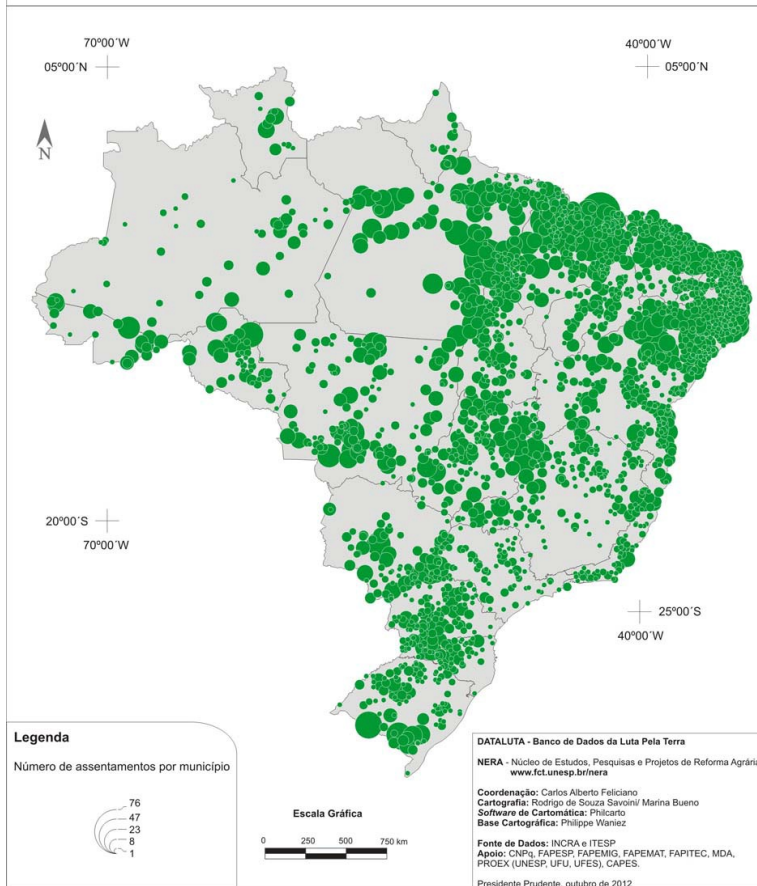 70º00´W
40º00´W
05º00´N
05º00´N
N
20º00´S
70º00´W
25º00´S
40º00´W
Legenda
Número de assentamentos por município
76
47
23
8
1
Escala Gráfica
0 250 500 750 km
DATALUTA - Banco de Dados da Luta Pela Terra
NERA - Núcleo de Estudos, Pesquisas e Projetos de Reforma Agrária
www.fct.unesp.br/nera
Coordenação: Carlos Alberto Feliciano
Cartografia: Rodrigo de Souza Savoini/ Marina Bueno
Software de Cartomática: Philcarto
Base Cartográfica: Philippe Waniez
Fonte de Dados: INCRA e ITESP
Apoio: CNPq, FAPESP, FAPEMIG, FAPEMAT, FAPITEC, MDA,
PROEX (UNESP, UFU, UFES), CAPES.
Presidente Prudente, outubro de 2012